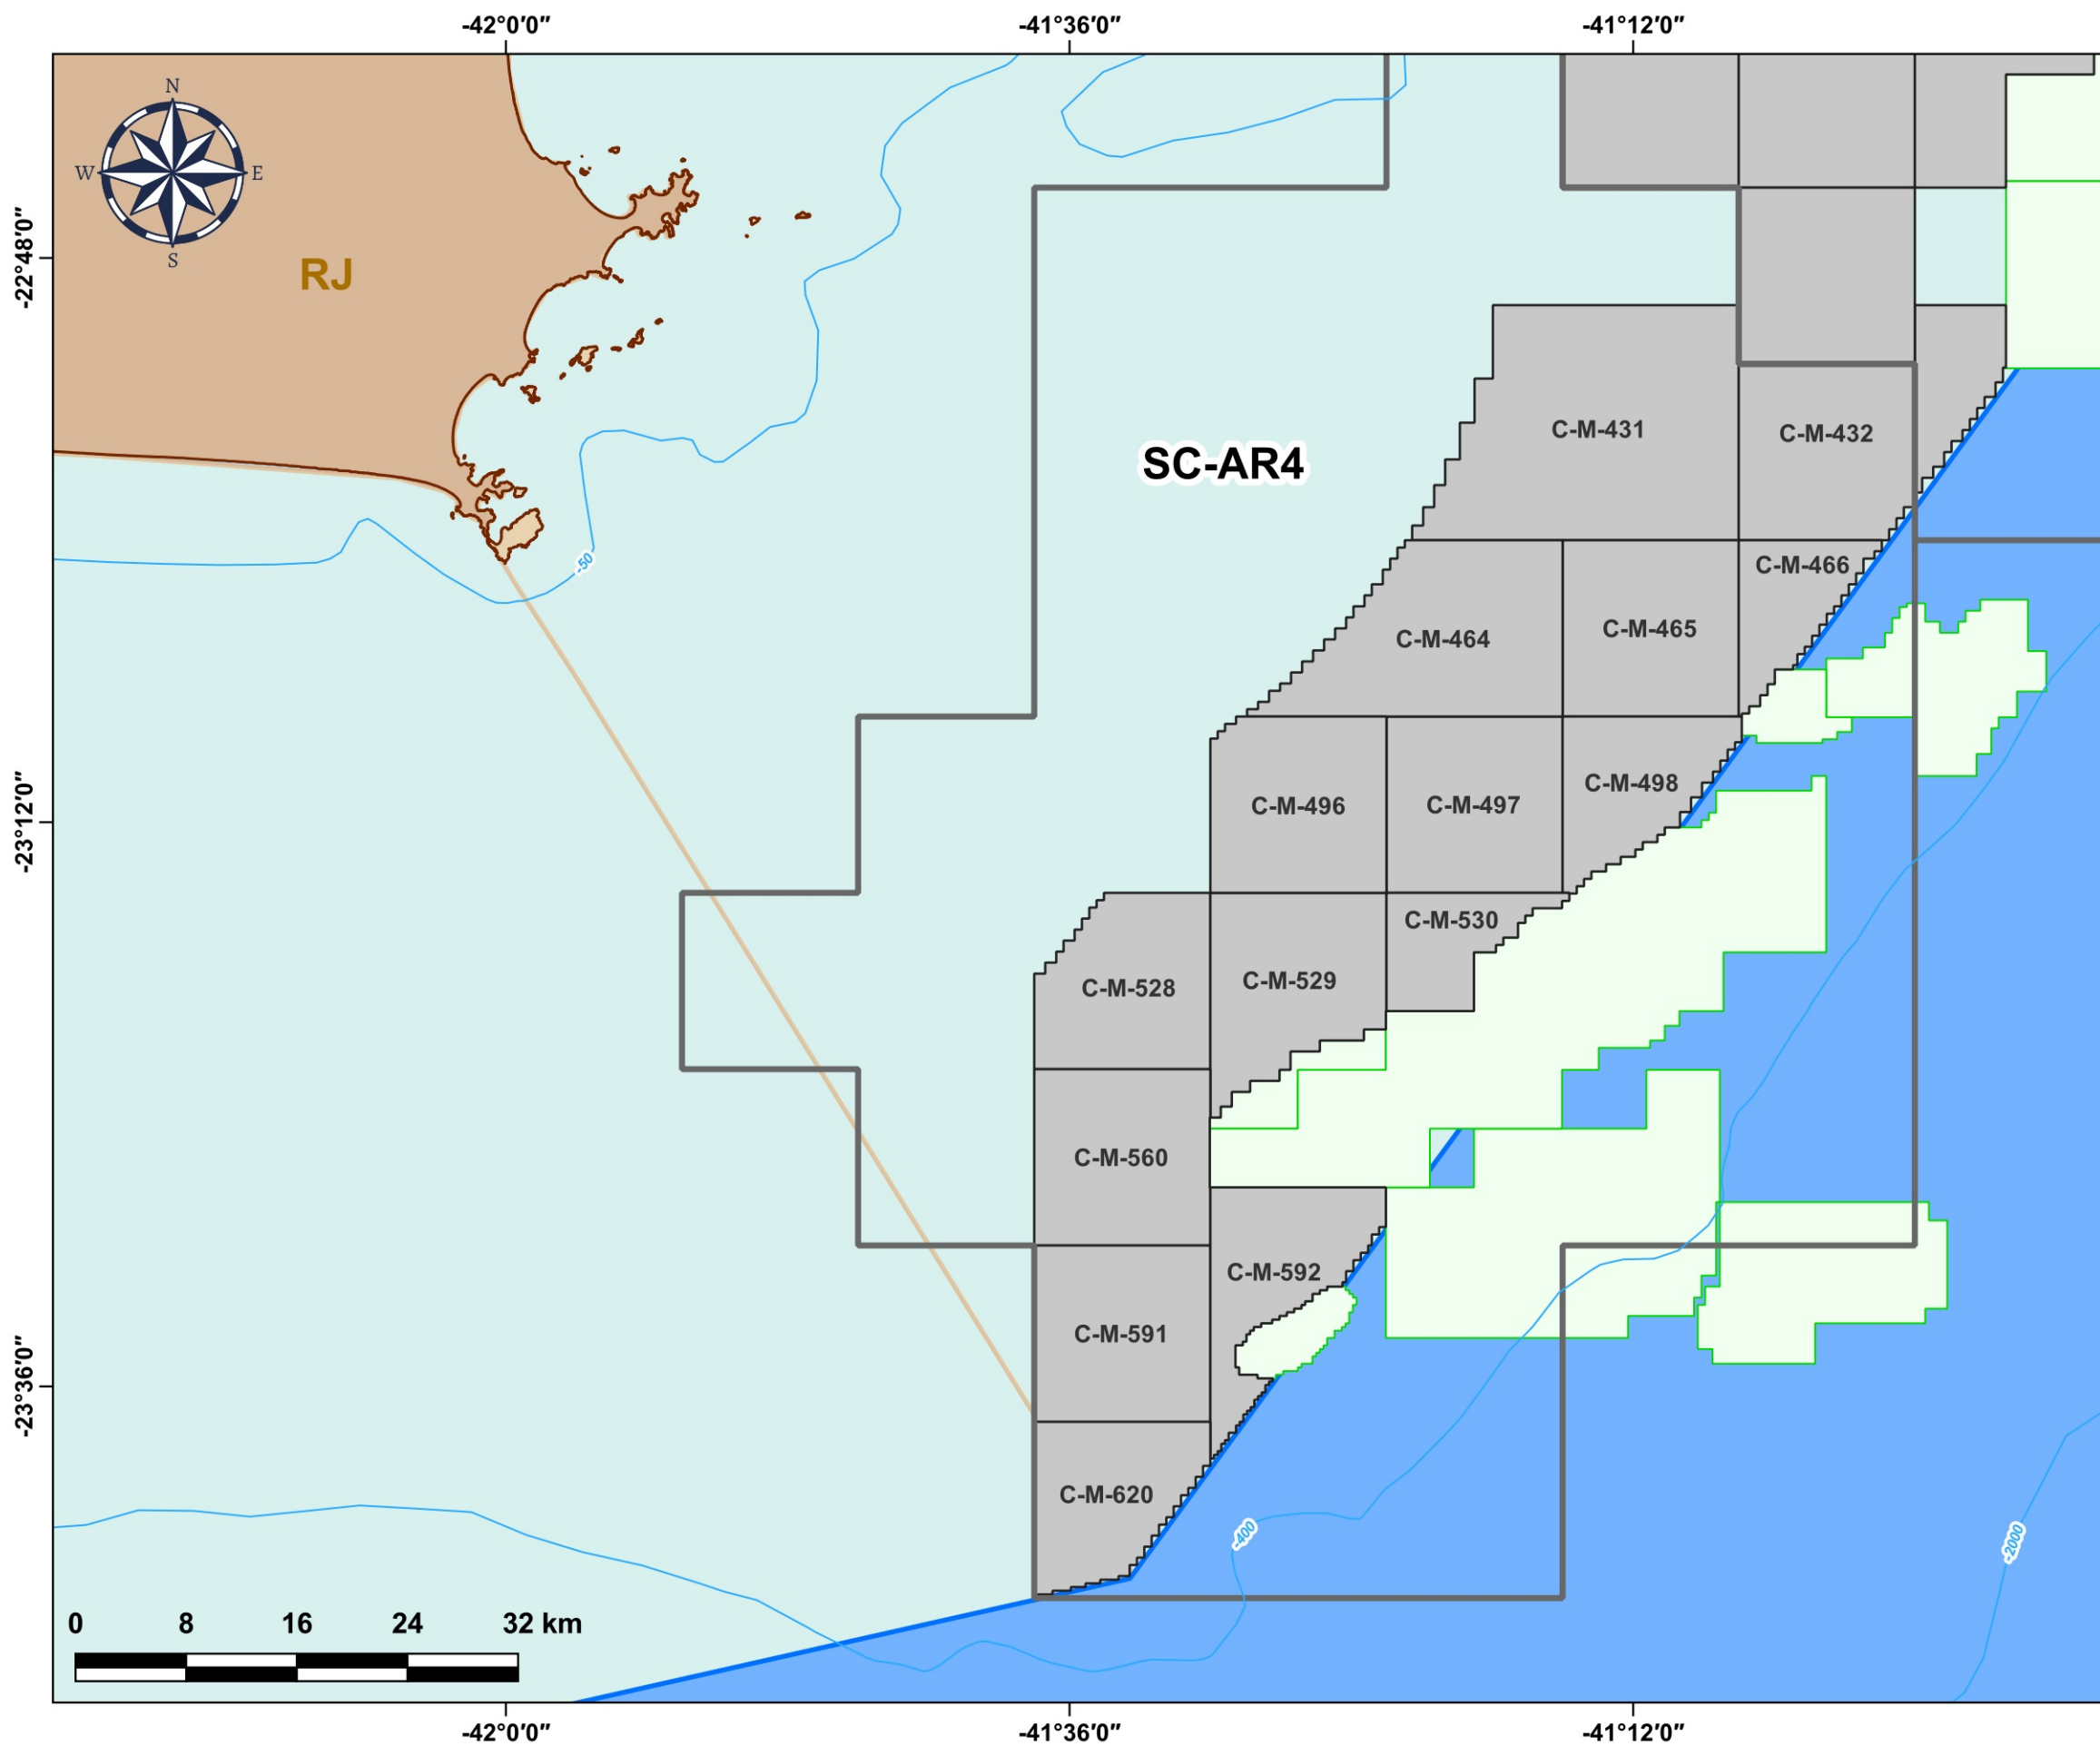 -42°0'0" -41°36'0" -41°12'0"
N
W E
S
-22°48'0"
RJ
C-M-431
C-M-432
SC-AR4
-50
C-M-466
C-M-465
C-M-464
-23°12'0"
C-M-498
C-M-496
C-M-497
C-M-530
C-M-529
C-M-528
C-M-560
C-M-592
C-M-591
-23°36'0"
C-M-620
-400
-2000
0 8 16 24 32 km
-42°0'0" -41°36'0" -41°12'0"